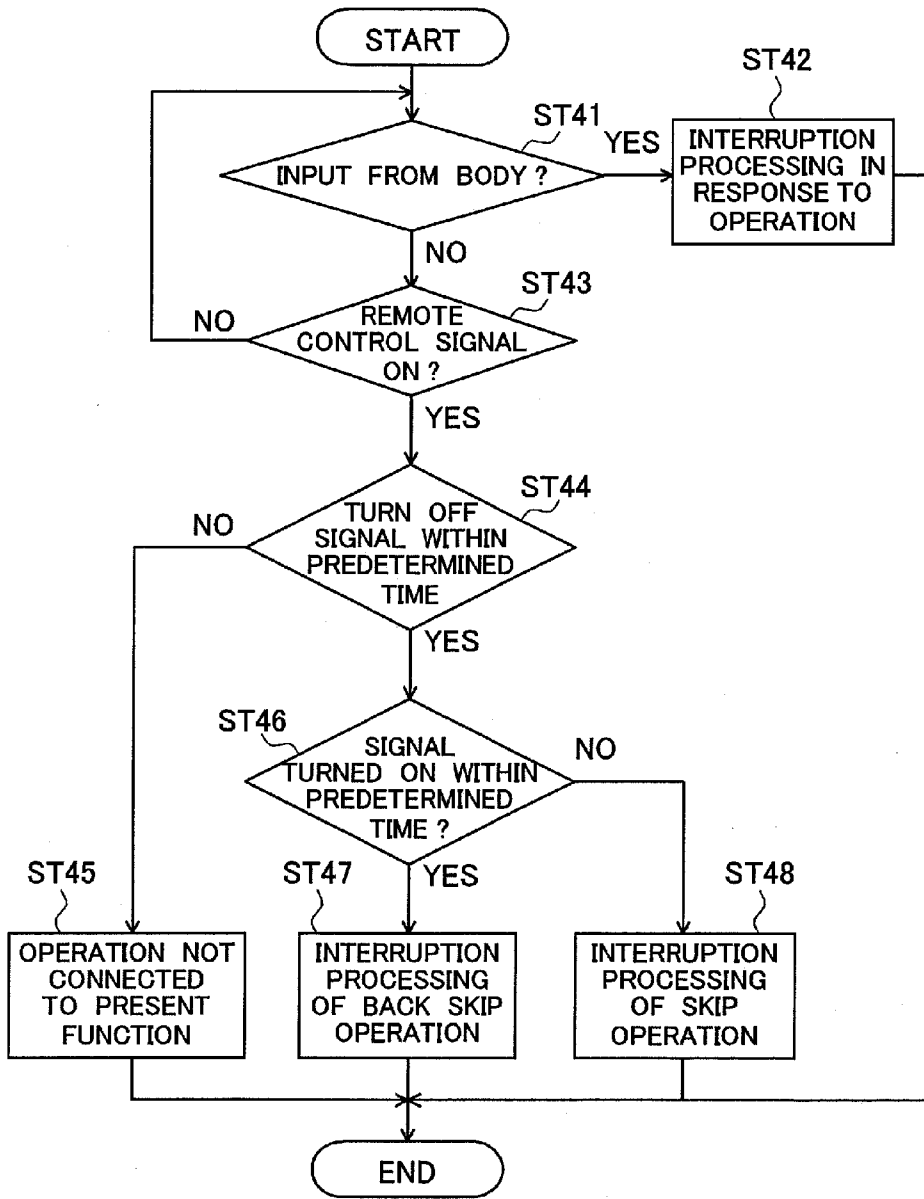 START
ST41
INPUT FROM BODY ?
YES
ST42
INTERRUPTION
PROCESSING IN
RESPONSE TO
OPERATION
NO
ST43
REMOTE
CONTROL SIGNAL
ON ?
NO
YES
ST44
TURN OFF
SIGNAL WITHIN
PREDETERMINED
TIME
NO
YES
ST46
SIGNAL
TURNED ON WITHIN
PREDETERMINED
TIME ?
NO
YES
ST45
OPERATION NOT
CONNECTED
TO PRESENT
FUNCTION
ST47
INTERRUPTION
PROCESSING
OF BACK SKIP
OPERATION
ST48
INTERRUPTION
PROCESSING
OF SKIP
OPERATION
END